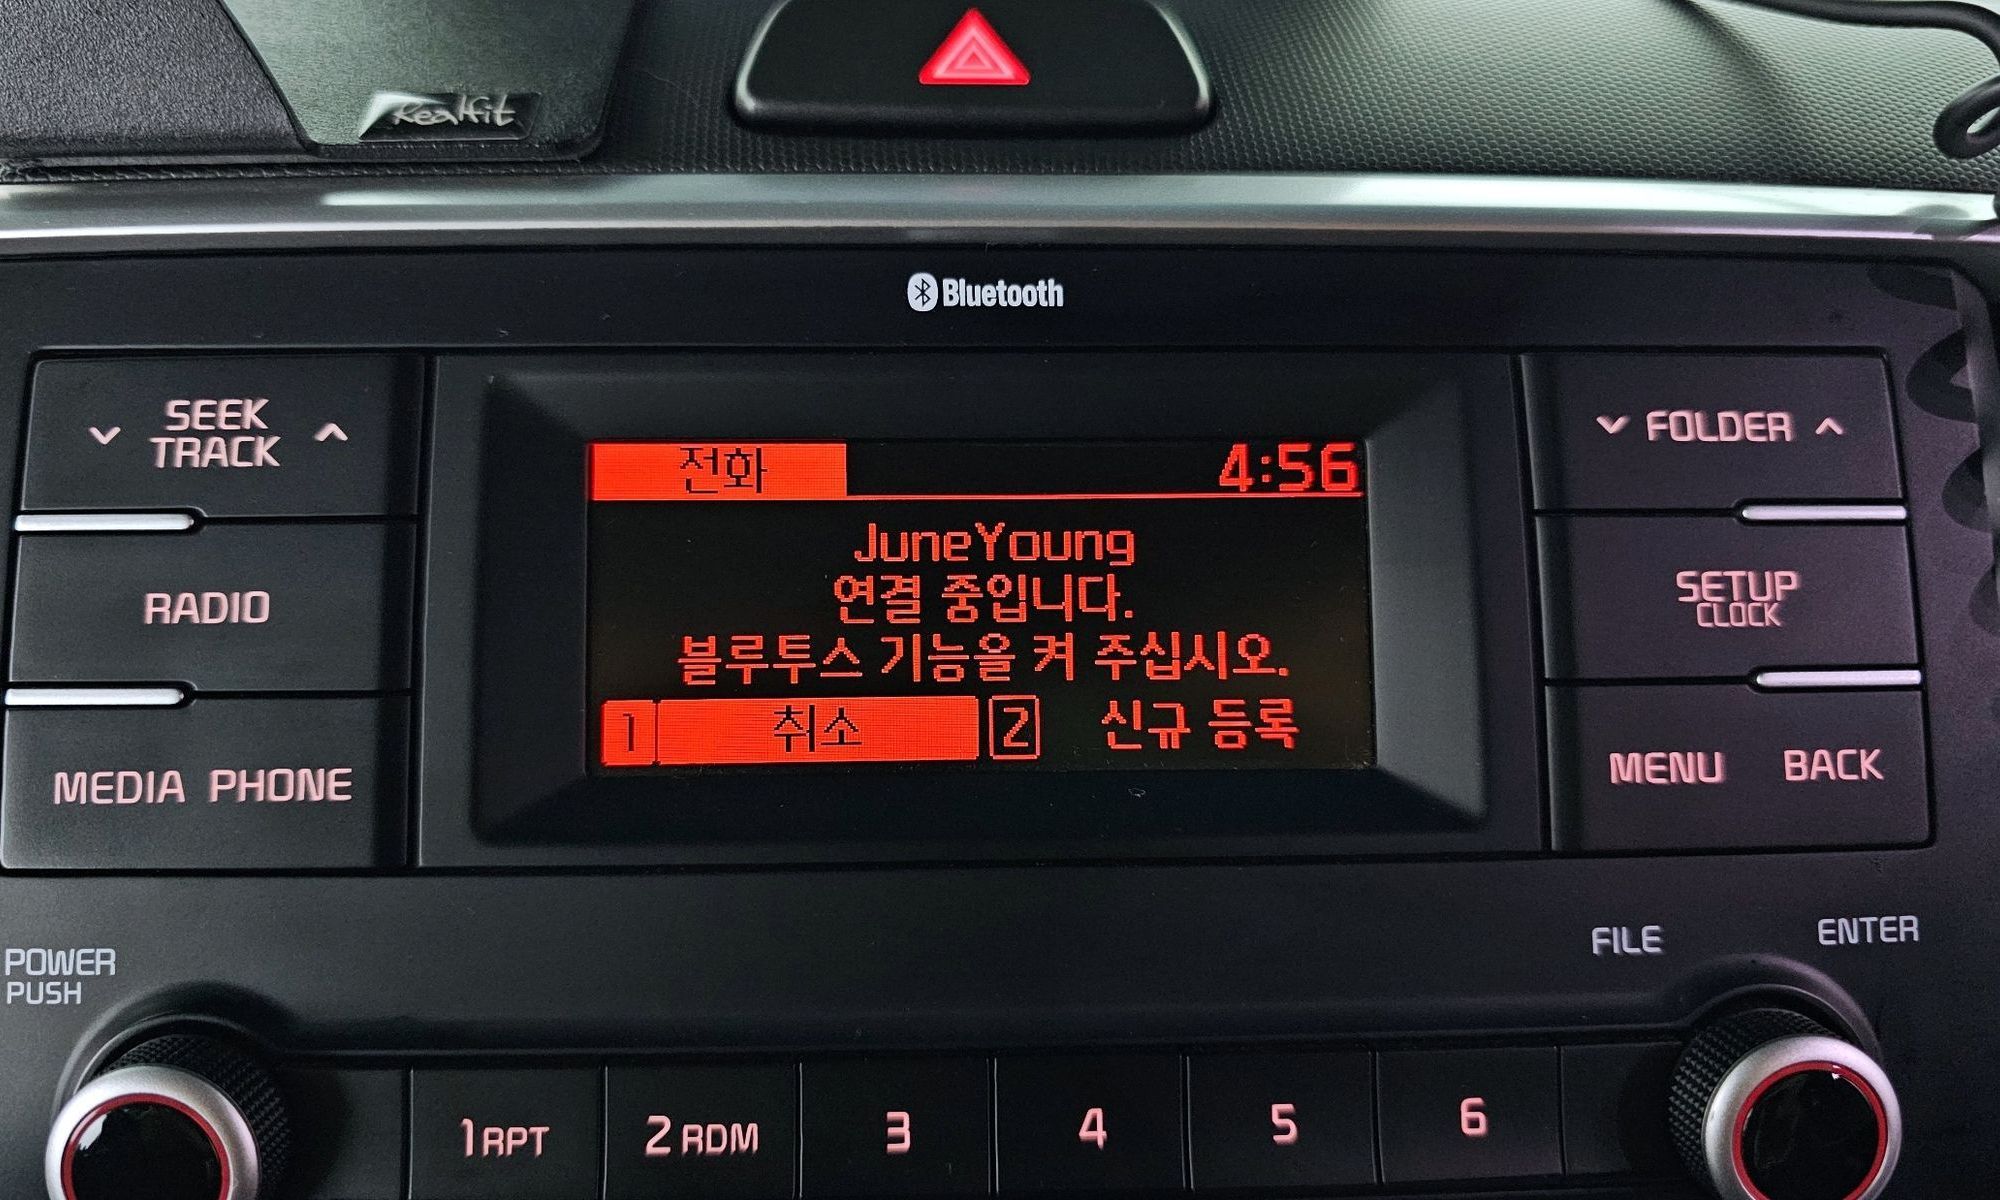 Realfit
Bluetooth
SEEK
TRACK
FOLDER
전화 4:56
JuneYoung
연결 중입니다.
블루투스 기능을 켜 주십시오.
1 취소 2 신규 등록
RADIO
SETUP
CLOCK
MEDIA PHONE
MENU BACK
POWER
PUSH
FILE
ENTER
1 RPT
2 RDM
3
4
5
6